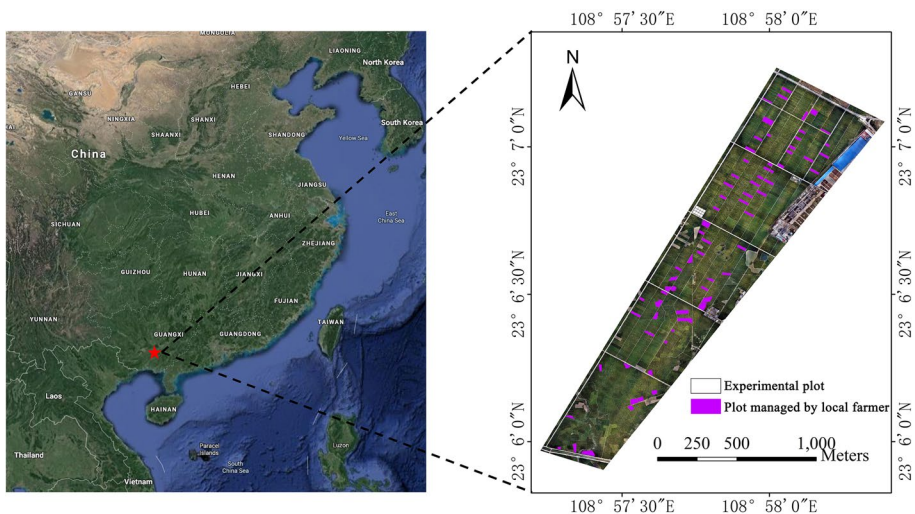 MONGOLIA
LIAONING
North Korea
HEBEI
GANSU
NINGXIA
SHANXI
South Korea
SHAANXI
SHANDONG
Yellow Sea
China
HENAN
JIANGSU
HUBEI
ANHUI
East
China Sea
SICHUAN
ZHEJIANG
GUIZHOU
HUNAN
JIANGXI
FUJIAN
YUNNAN
TAIWAN
GUANGXI
GUANGDONG
Laos
HAINAN
Paracel
Islands
Luzon
Thailand
South
China Sea
Vietnam
108° 57′30″E
108° 58′0″E
N
23° 7′0″N
23° 7′0″N
23° 6′30″N
23° 6′30″N
23° 6′0″N
23° 6′0″N
Experimental plot
Plot managed by local farmer
0 250 500 1,000
Meters
108° 57′30″E
108° 58′0″E